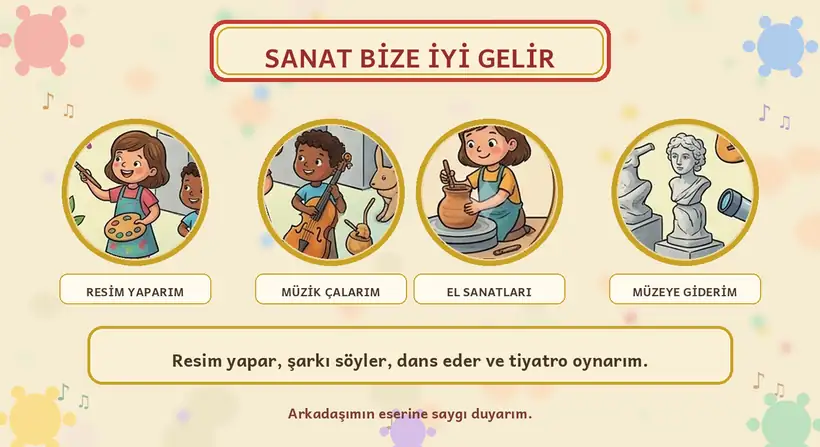 SANAT BİZE İYİ GELİR
RESİM YAPARIM
MÜZİK ÇALARIM
EL SANATLARI
MÜZEYE GİDERİM
Resim yapar, şarkı söyler, dans eder ve tiyatro oynarım.
Arkadaşımın eserine saygı duyarım.